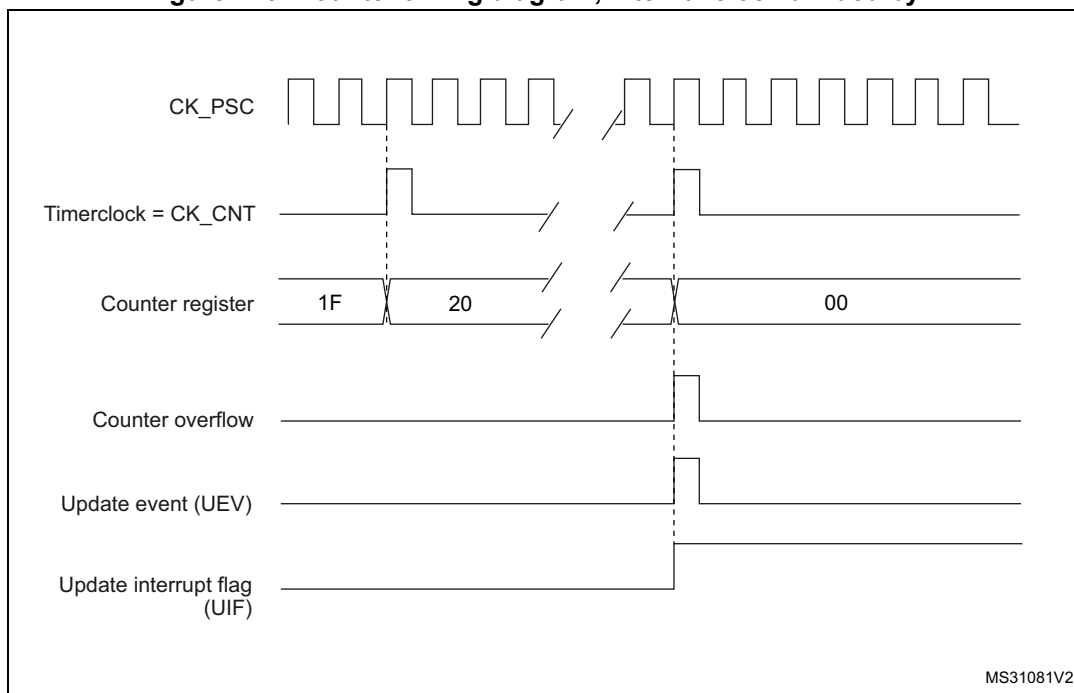 CK_PSC
Timerclock = CK_CNT
Counter register
1F
20
00
Counter overflow
Update event (UEV)
Update interrupt flag
(UIF)
MS31081V2